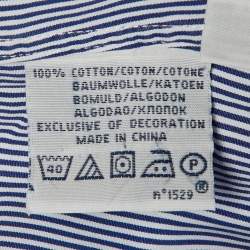 100% COTTON/COTON/COTONE
BAUMWOLLE/KATOEN
BOMULD/ALGODON
ALGODAO/ХЛОПОК
EXCLUSIVE OF DECORATION
MADE IN CHINA
40 P
®
n°1529